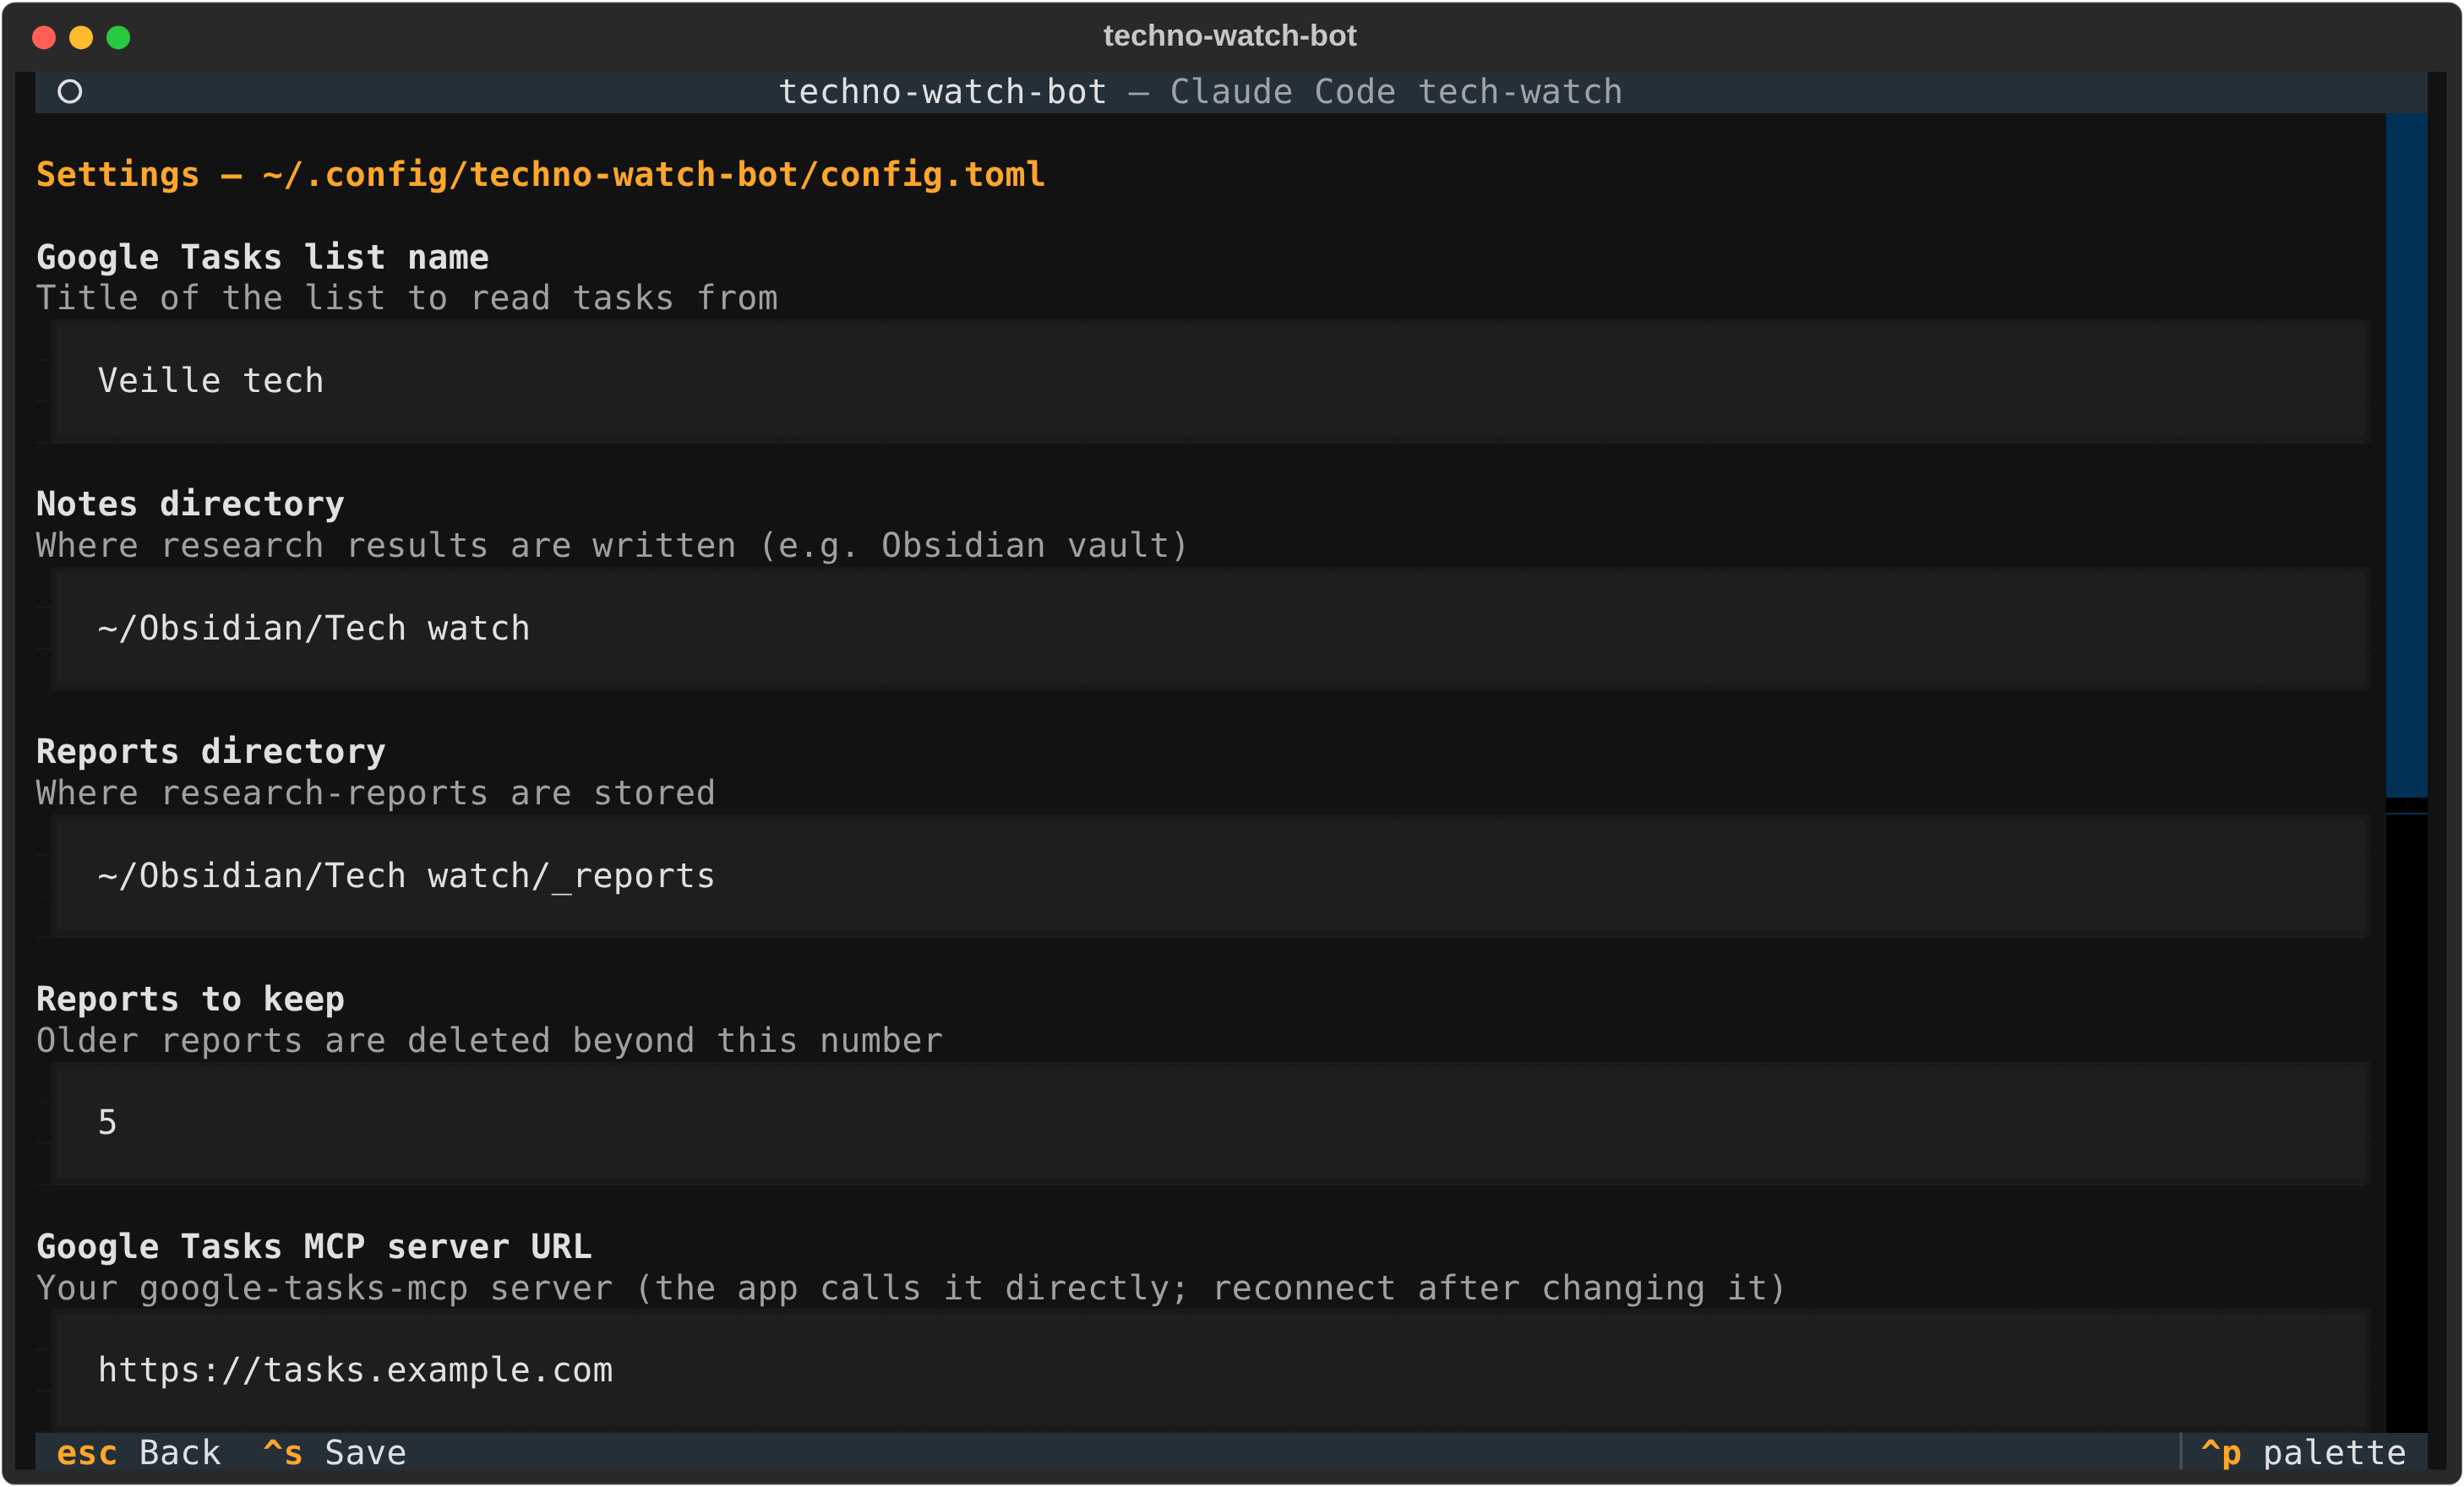 techno-watch-bot
techno-watch-bot — Claude Code tech-watch
Settings — ~/.config/techno-watch-bot/config.toml
Google Tasks list name
Title of the list to read tasks from
Veille tech
Notes directory
Where research results are written (e.g. Obsidian vault)
~/Obsidian/Tech watch
Reports directory
Where research-reports are stored
~/Obsidian/Tech watch/_reports
Reports to keep
Older reports are deleted beyond this number
5
Google Tasks MCP server URL
Your google-tasks-mcp server (the app calls it directly; reconnect after changing it)
https://tasks.example.com
esc Back ^s Save ^p palette